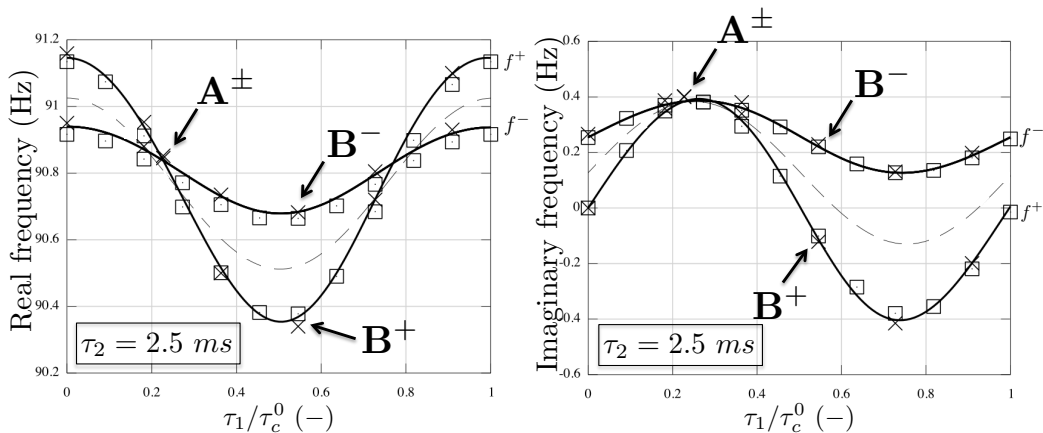 91.2
91
90.8
90.6
90.4
90.2
Real frequency (Hz)
A±
B−
B+
f+
f−
τ2 = 2.5 ms
0 0.2 0.4 0.6 0.8 1
τ1/τc0 (−)
0.6
0.4
0.2
0
-0.2
-0.4
-0.6
Imaginary frequency (Hz)
A±
B−
B+
f−
f+
τ2 = 2.5 ms
0 0.2 0.4 0.6 0.8 1
τ1/τc0 (−)